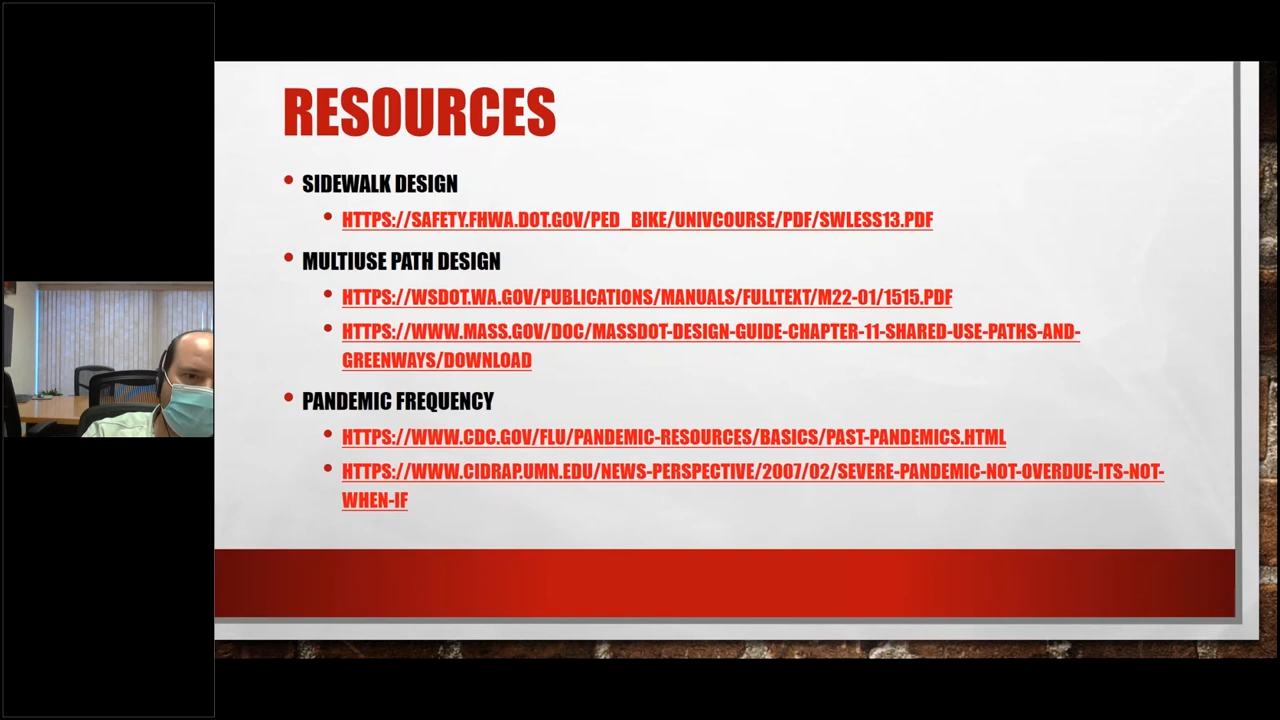 RESOURCES
SIDEWALK DESIGN
HTTPS://SAFETY.FHWA.DOT.GOV/PED_BIKE/UNIVCOURSE/PDF/SWLESS13.PDF
MULTIUSE PATH DESIGN
HTTPS://WSDOT.WA.GOV/PUBLICATIONS/MANUALS/FULLTEXT/M22-01/1515.PDF
HTTPS://WWW.MASS.GOV/DOC/MASSDOT-DESIGN-GUIDE-CHAPTER-11-SHARED-USE-PATHS-AND-
GREENWAYS/DOWNLOAD
PANDEMIC FREQUENCY
HTTPS://WWW.CDC.GOV/FLU/PANDEMIC-RESOURCES/BASICS/PAST-PANDEMICS.HTML
HTTPS://WWW.CIDRAP.UMN.EDU/NEWS-PERSPECTIVE/2007/02/SEVERE-PANDEMIC-NOT-OVERDUE-ITS-NOT-
WHEN-IF